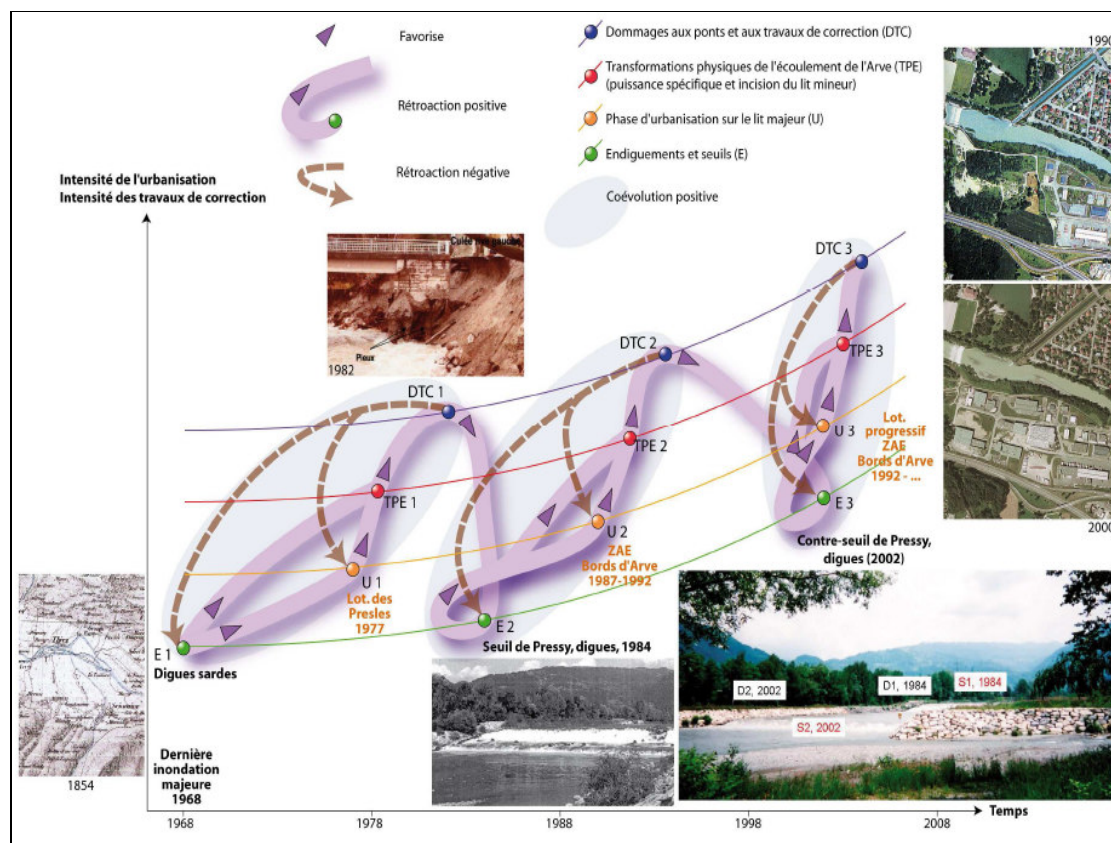 Favorise
Rétroaction positive
Rétroaction négative
Dommages aux ponts et aux travaux de correction (DTC)
Transformations physiques de l'écoulement de l'Arve (TPE)
(puissance spécifique et incision du lit mineur)
Phase d'urbanisation sur le lit majeur (U)
Endiguements et seuils (E)
Coévolution positive
1990
Intensité de l'urbanisation
Intensité des travaux de correction
Pieux
1982
DTC 1
DTC 2
DTC 3
TPE 1
TPE 2
TPE 3
U 1
Lot. des
Presles
1977
U 2
ZAE
Bords d'Arve
1987-1992
U 3
Lot.
progressif
ZAE
Bords d'Arve
1992 - ...
E 1
Digues sardes
E 2
Seuil de Pressy, digues, 1984
E 3
Contre-seuil de Pressy,
digues (2002)
2000
D2, 2002
D1, 1984
S1, 1984
S2, 2002
Dernière
inondation
majeure
1968
1854
Temps
1968
1978
1988
1998
2008